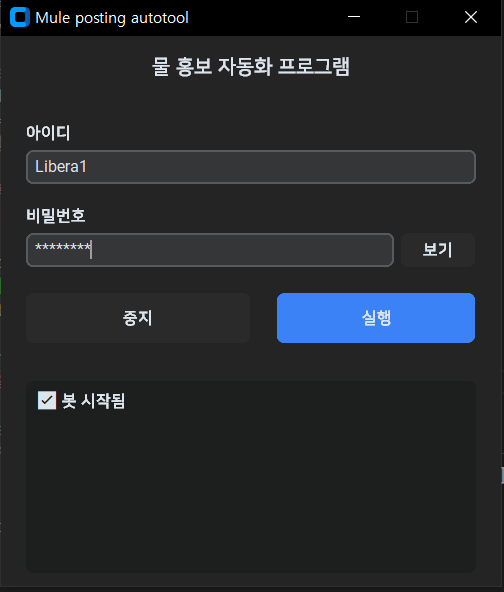 Mule posting autotool
물 홍보 자동화 프로그램
아이디
Libera1
비밀번호
********
보기
중지
실행
봇 시작됨